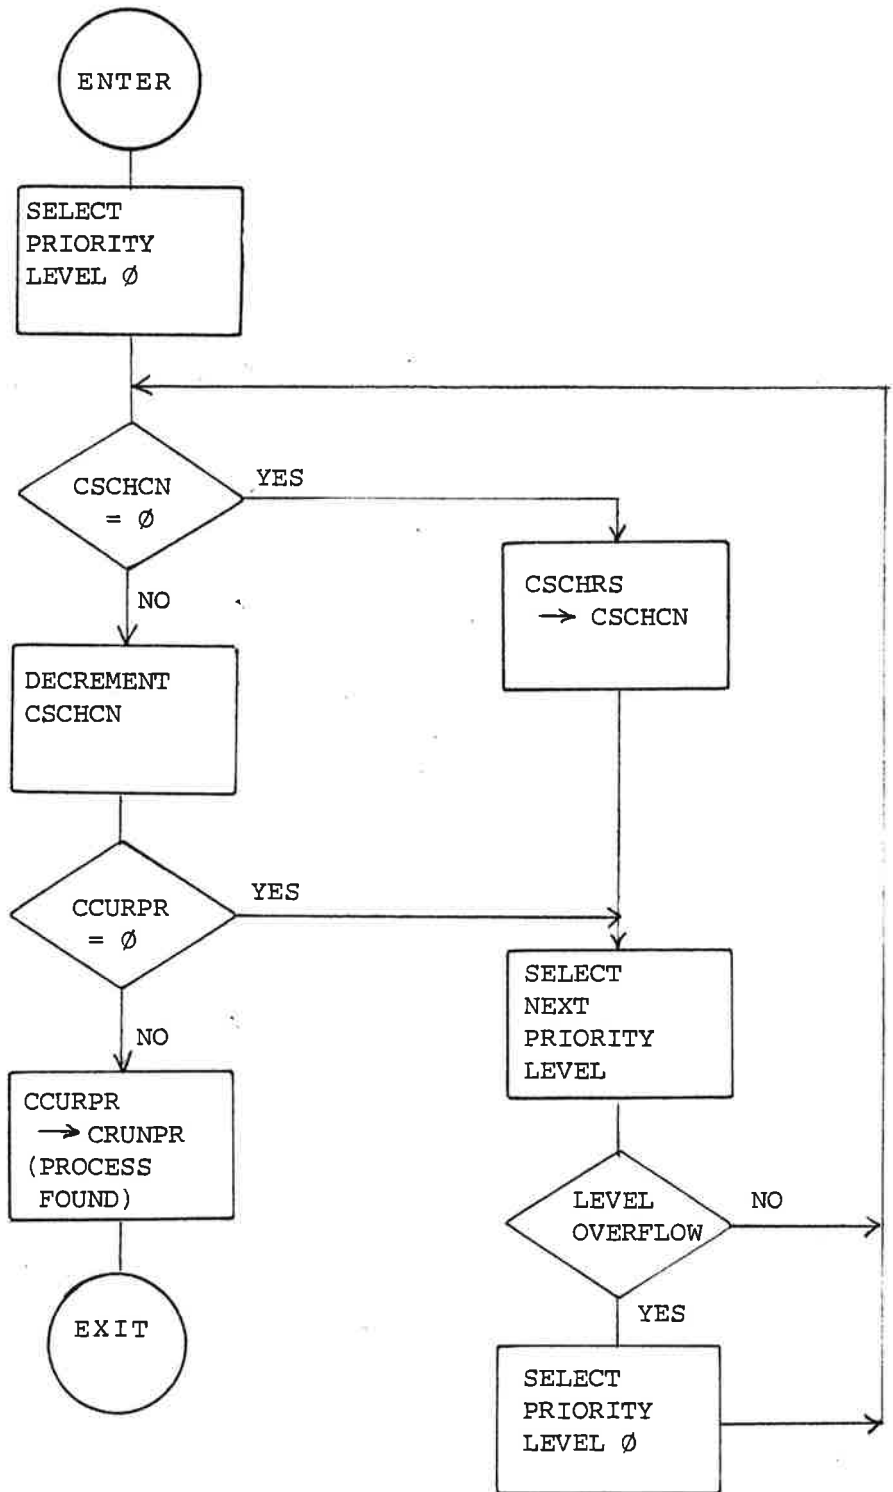 ENTER
SELECT
PRIORITY
LEVEL Ø
CSCHCN
= Ø
YES
NO
CSCHRS
→ CSCHCN
DECREMENT
CSCHCN
CCURPR
= Ø
YES
NO
SELECT
NEXT
PRIORITY
LEVEL
CCURPR
→ CRUNPR
(PROCESS
FOUND)
LEVEL
OVERFLOW
NO
YES
EXIT
SELECT
PRIORITY
LEVEL Ø